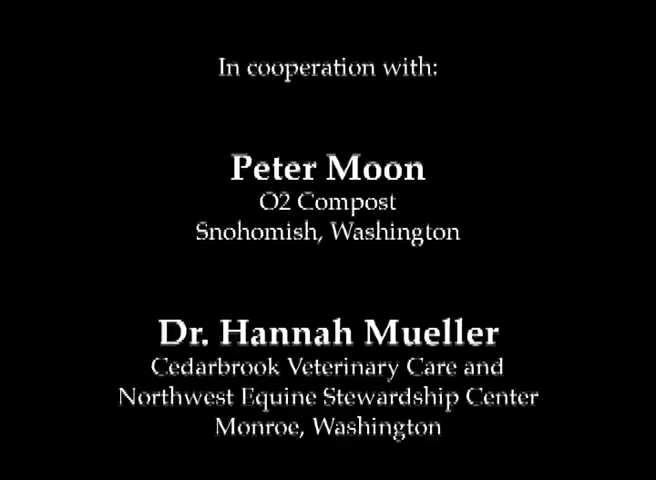 In cooperation with:
Peter Moon
O2 Compost
Snohomish, Washington
Dr. Hannah Mueller
Cedarbrook Veterinary Care and
Northwest Equine Stewardship Center
Monroe, Washington